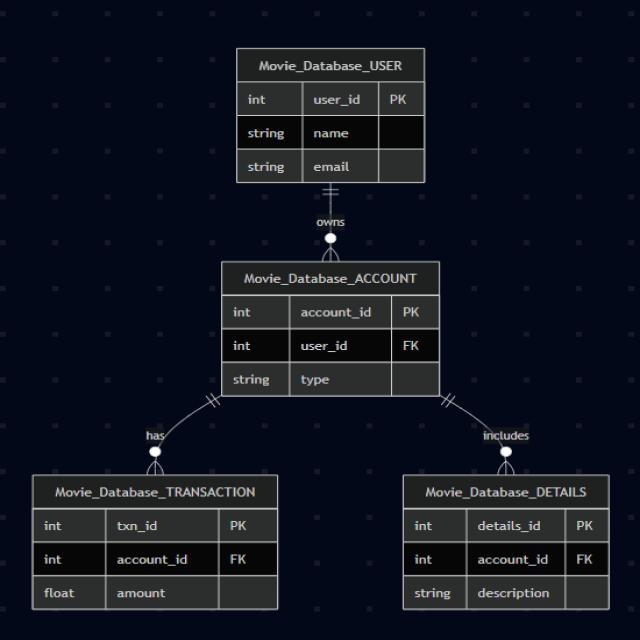 Movie_Database_USER
int user_id PK
string name
string email
owns
Movie_Database_ACCOUNT
int account_id PK
int user_id FK
string type
has
includes
Movie_Database_TRANSACTION
int txn_id PK
int account_id FK
float amount
Movie_Database_DETAILS
int details_id PK
int account_id FK
string description